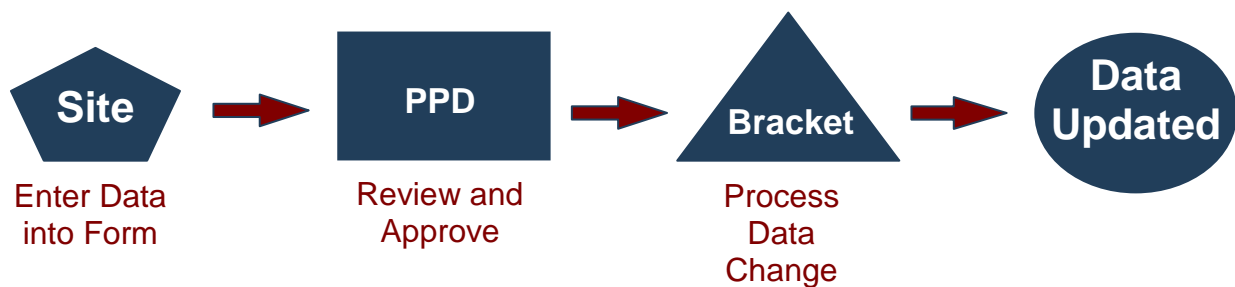 Site
Enter Data
into Form
PPD
Review and
Approve
Bracket
Process
Data
Change
Data
Updated